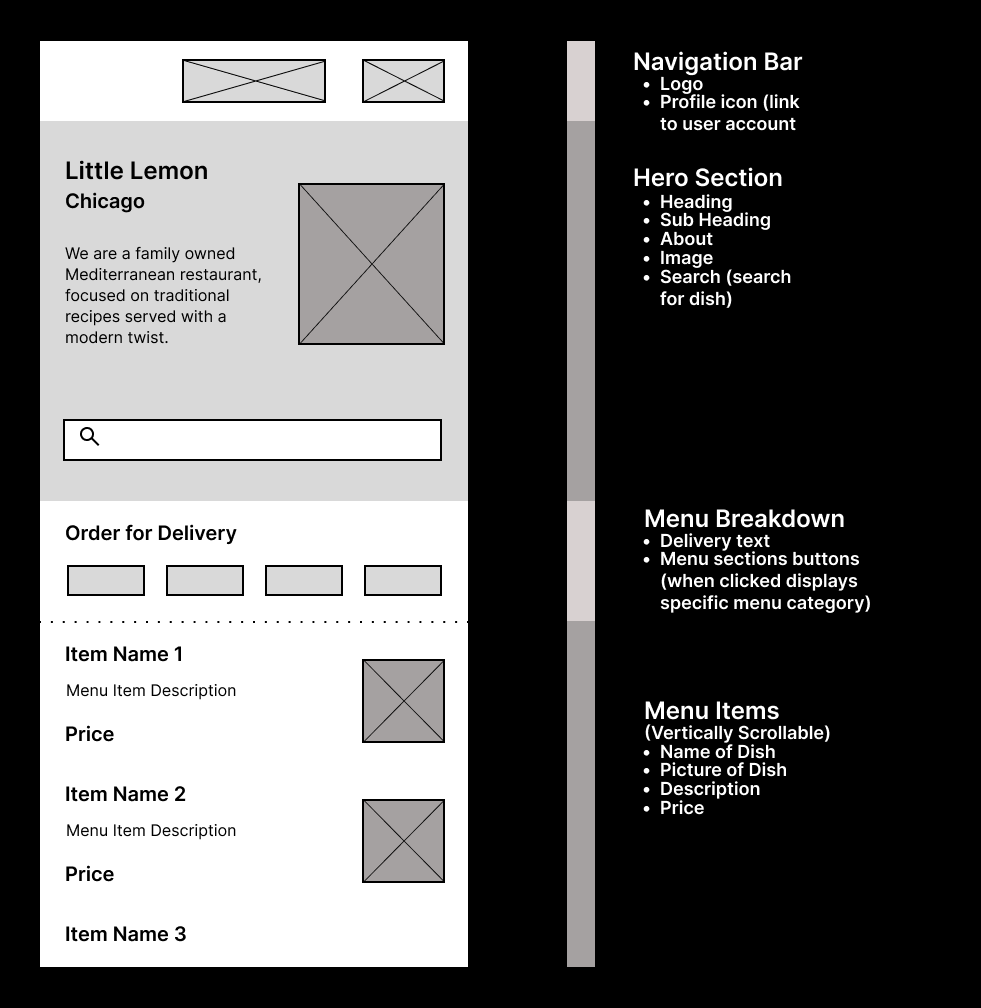 Little Lemon
Chicago
We are a family owned
Mediterranean restaurant,
focused on traditional
recipes served with a
modern twist.
Order for Delivery
Item Name 1
Menu Item Description
Price
Item Name 2
Menu Item Description
Price
Item Name 3
Navigation Bar
• Logo
• Profile icon (link
to user account
Hero Section
• Heading
• Sub Heading
• About
• Image
• Search (search
for dish)
Menu Breakdown
• Delivery text
• Menu sections buttons
(when clicked displays
specific menu category)
Menu Items
(Vertically Scrollable)
• Name of Dish
• Picture of Dish
• Description
• Price